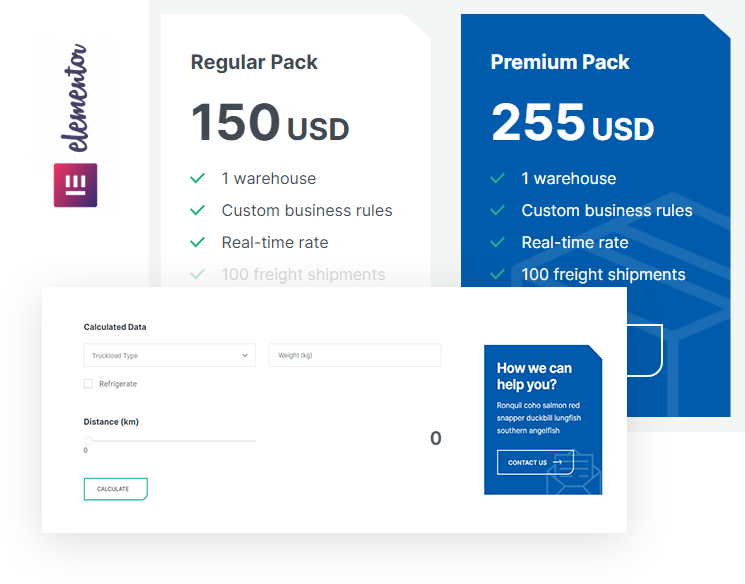 elementor
Regular Pack
150 USD
1 warehouse
Custom business rules
Real-time rate
100 freight shipments
Premium Pack
255 USD
1 warehouse
Custom business rules
Real-time rate
100 freight shipments
Calculated Data
Truckload Type
Weight (kg)
Refrigerate
Distance (km)
0
0
CALCULATE
How we can
help you?
Ronquil coho salmon red
snapper duckbill lungfish
southern angelfish
CONTACT US